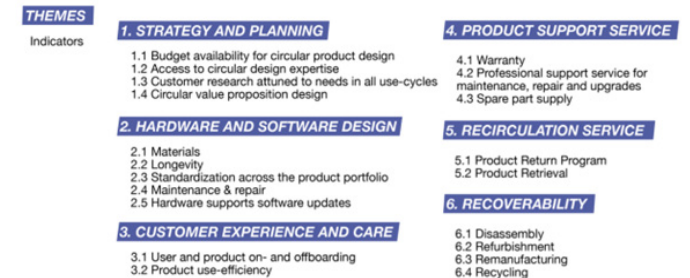 THEMES
Indicators
1. STRATEGY AND PLANNING
1.1 Budget availability for circular product design
1.2 Access to circular design expertise
1.3 Customer research attuned to needs in all use-cycles
1.4 Circular value proposition design
2. HARDWARE AND SOFTWARE DESIGN
2.1 Materials
2.2 Longevity
2.3 Standardization across the product portfolio
2.4 Maintenance & repair
2.5 Hardware supports software updates
3. CUSTOMER EXPERIENCE AND CARE
3.1 User and product on- and offboarding
3.2 Product use-efficiency
4. PRODUCT SUPPORT SERVICE
4.1 Warranty
4.2 Professional support service for
maintenance, repair and upgrades
4.3 Spare part supply
5. RECIRCULATION SERVICE
5.1 Product Return Program
5.2 Product Retrieval
6. RECOVERABILITY
6.1 Disassembly
6.2 Refurbishment
6.3 Remanufacturing
6.4 Recycling